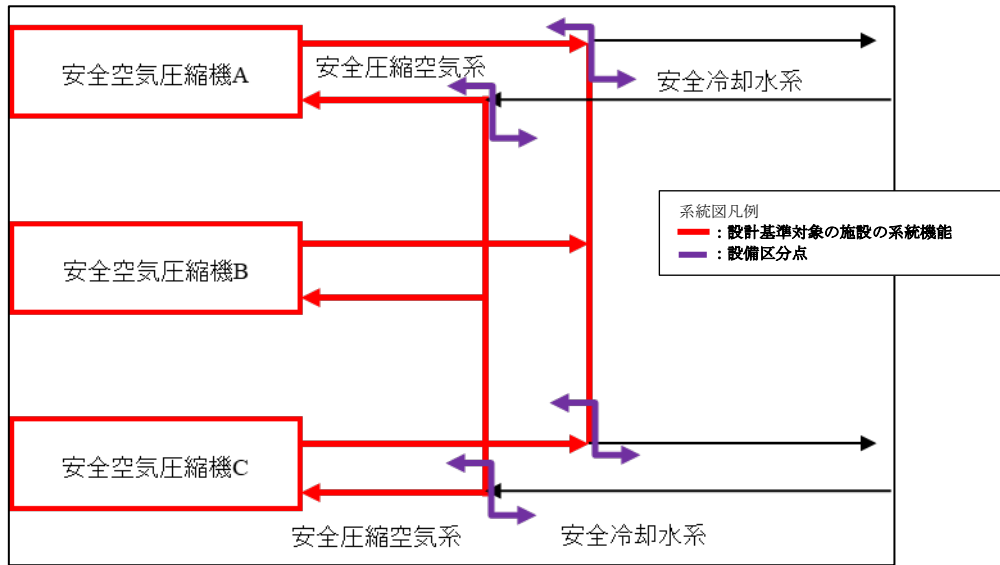 安全空気圧縮機A
安全圧縮空気系
安全冷却水系
系統図凡例
：設計基準対象の施設の系統機能
：設備区分点
安全空気圧縮機B
安全空気圧縮機C
安全圧縮空気系
安全冷却水系